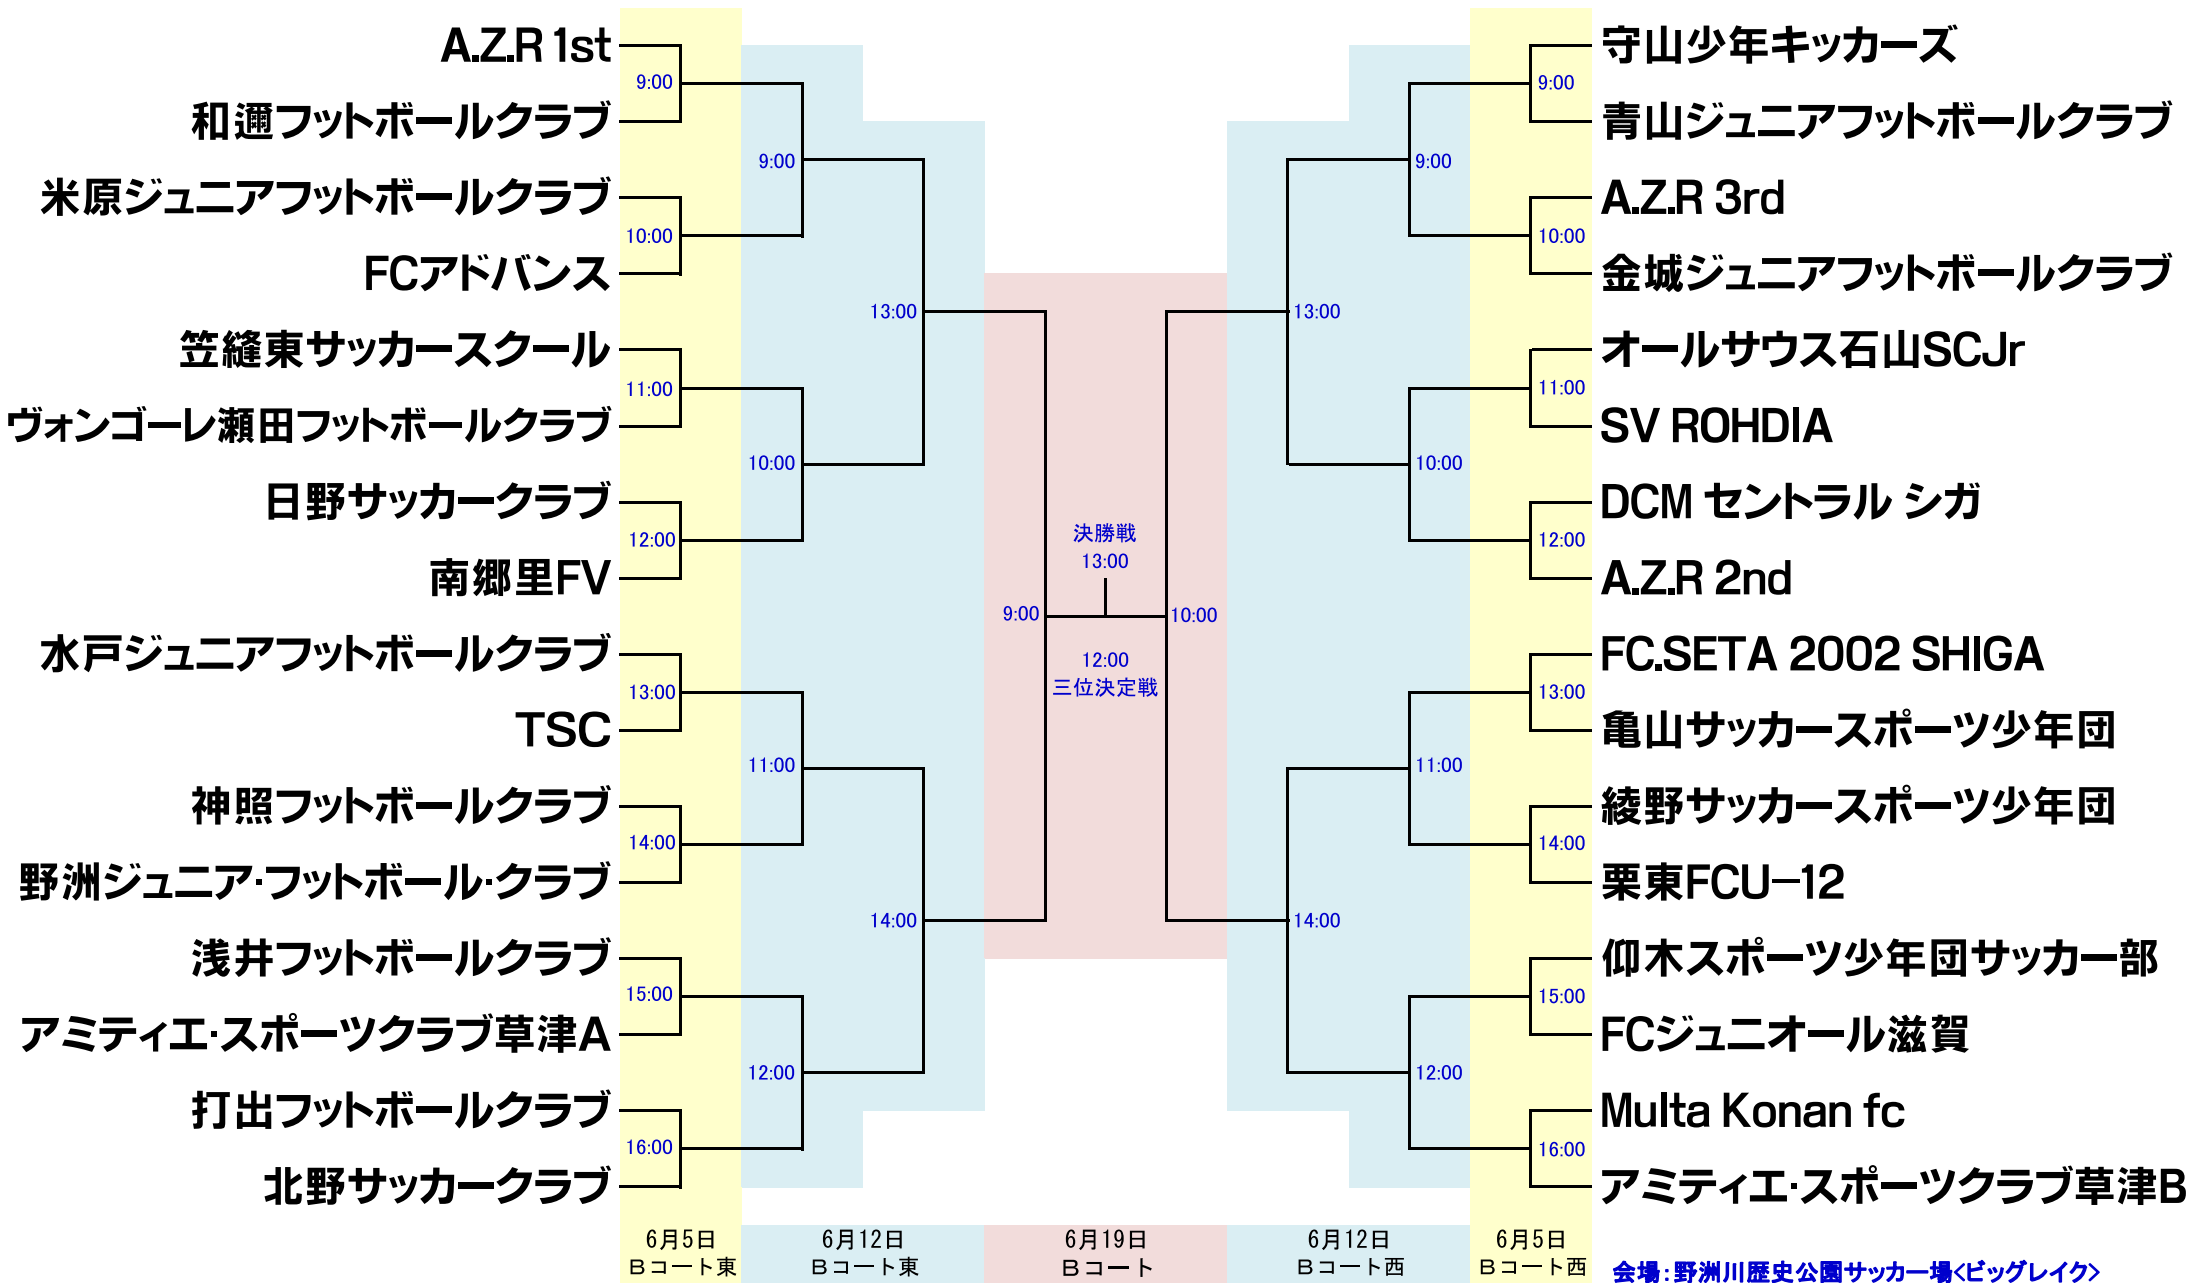 A.Z.R 1st
和邇フットボールクラブ
米原ジュニアフットボールクラブ
FCアドバンス
笠縫東サッカースクール
ヴォンゴーレ瀬田フットボールクラブ
日野サッカークラブ
南郷里FV
水戸ジュニアフットボールクラブ
TSC
神照フットボールクラブ
野洲ジュニア・フットボール・クラブ
浅井フットボールクラブ
アミティエ・スポーツクラブ草津A
打出フットボールクラブ
北野サッカークラブ
9:00
10:00
11:00
12:00
13:00
14:00
15:00
16:00
9:00
10:00
11:00
12:00
13:00
14:00
9:00
決勝戦
13:00
12:00
三位決定戦
10:00
13:00
14:00
9:00
10:00
11:00
12:00
9:00
10:00
11:00
12:00
13:00
14:00
15:00
16:00
守山少年キッカーズ
青山ジュニアフットボールクラブ
A.Z.R 3rd
金城ジュニアフットボールクラブ
オールサウス石山SCJr
SV ROHDIA
DCM セントラル シガ
A.Z.R 2nd
FC.SETA 2002 SHIGA
亀山サッカースポーツ少年団
綾野サッカースポーツ少年団
栗東FCU−12
仰木スポーツ少年団サッカー部
FCジュニオール滋賀
Multa Konan fc
アミティエ・スポーツクラブ草津B
6月5日
Bコート東
6月12日
Bコート東
6月19日
Bコート
6月12日
Bコート西
6月5日
Bコート西
会場:野洲川歴史公園サッカー場<ビッグレイク>